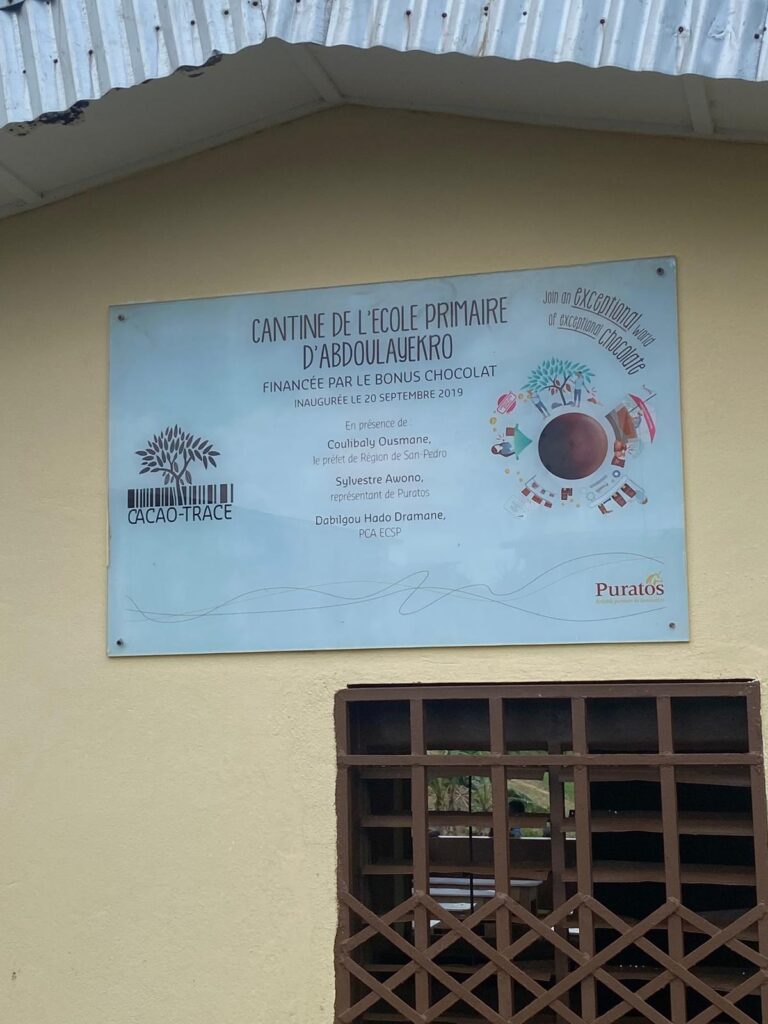 CANTINE DE L'ECOLE PRIMAIRE
D'ABDOULAYEKRO
FINANCÉE PAR LE BONUS CHOCOLAT
INAUGURÉE LE 20 SEPTEMBRE 2019
En présence de :
Coulibaly Ousmane,
le préfet de Région de San-Pedro
Sylvestre Awono,
représentant de Puratos
Dabilgou Hado Dramane,
PCA ECSP
Join an exceptional world
of exceptional chocolate
CACAO-TRACE
Puratos